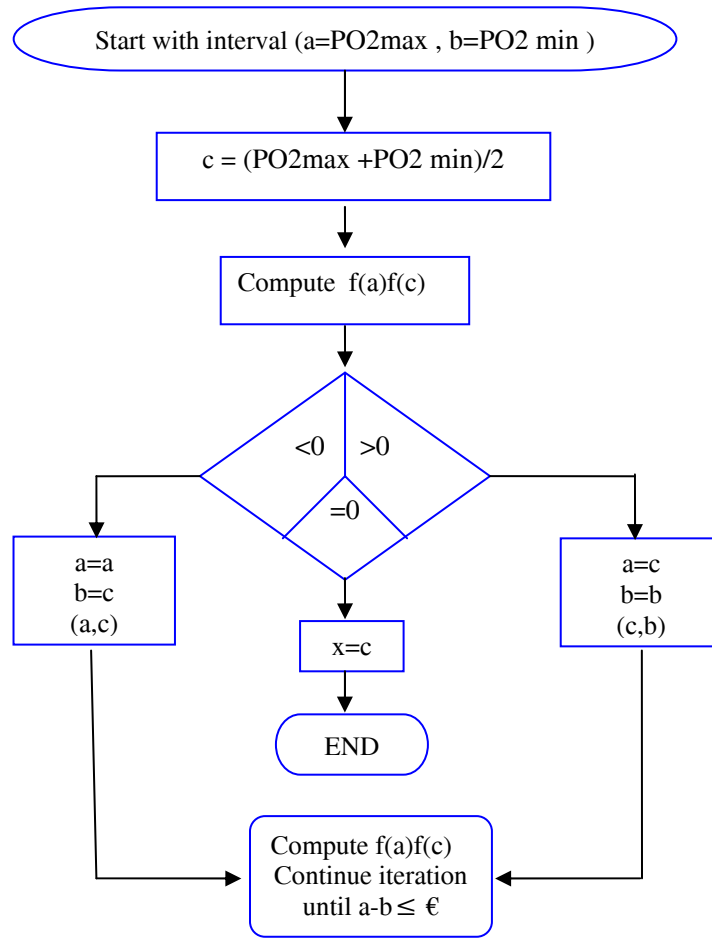 Start with interval (a=PO2max , b=PO2 min )
c = (PO2max +PO2 min)/2
Compute f(a)f(c)
<0
>0
=0
a=a
b=c
(a,c)
a=c
b=b
(c,b)
x=c
END
Compute f(a)f(c)
Continue iteration
until a-b≤ €